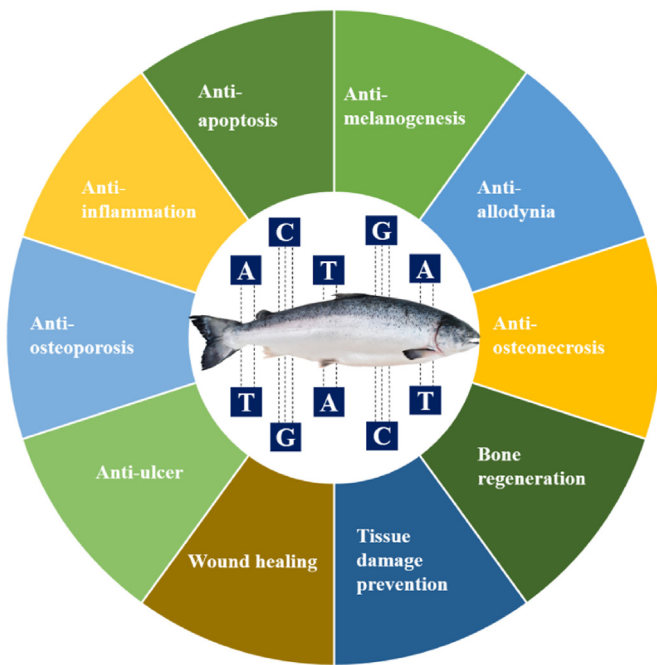 Anti-
apoptosis
Anti-
melanogenesis
Anti-
allodynia
Anti-
osteonecrosis
Bone
regeneration
Tissue
damage
prevention
Wound healing
Anti-ulcer
Anti-
osteoporosis
Anti-
inflammation
C G
A T A
T A T
G C